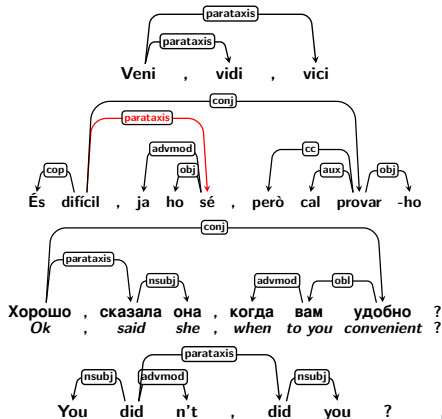 parataxis
parataxis
Veni , vidi , vici
conj
parataxis
advmod cc
cop obj aux obj
És difícil , ja ho sé , però cal provar -ho
conj
parataxis
nsubj advmod obl
Хорошо , сказала она , когда вам удобно ?
Ok , said she , when to you convenient ?
parataxis
nsubj advmod nsubj
You did n't , did you ?